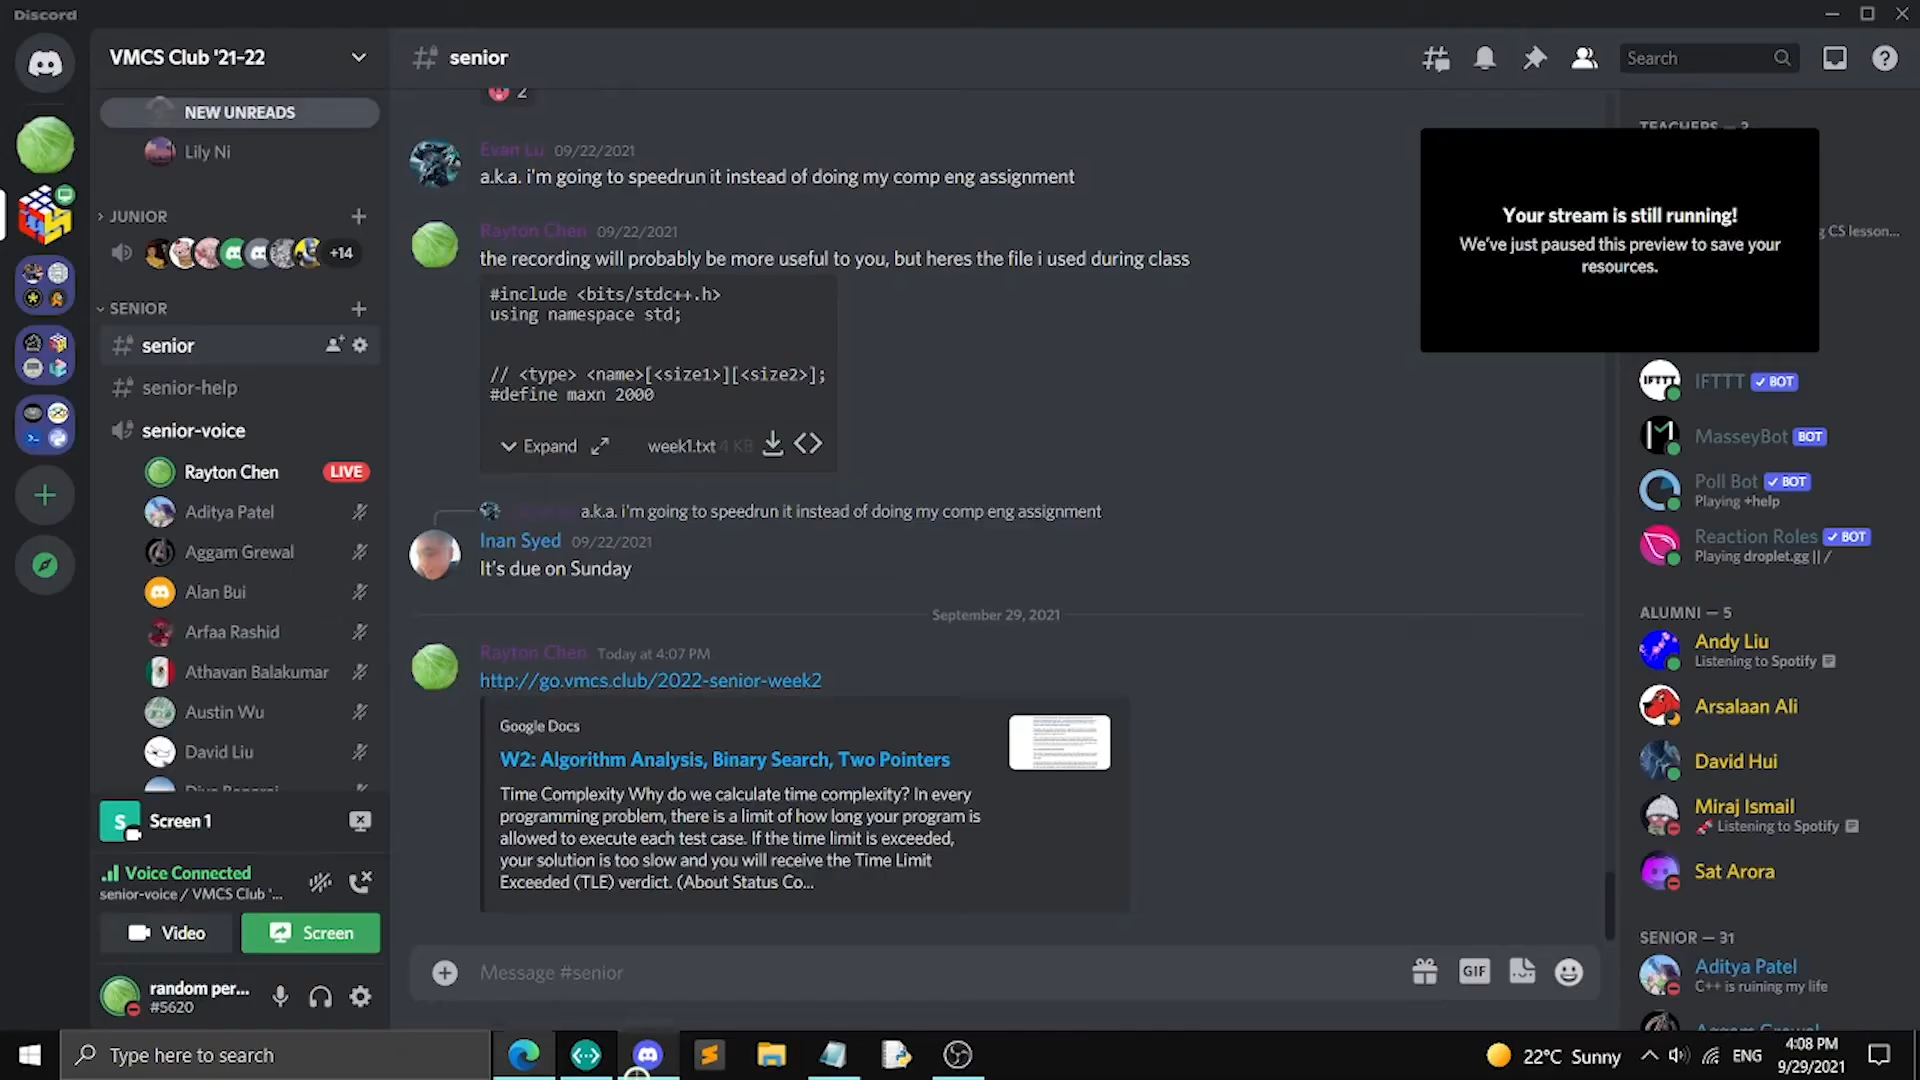 Discord
VMCS Club '21-22
NEW UNREADS
Lily Ni
JUNIOR
+14
SENIOR
senior
senior-help
senior-voice
Rayton Chen LIVE
Aditya Patel
Aggam Grewal
Alan Bui
Arfaa Rashid
Athavan Balakumar
Austin Wu
David Liu
S Screen 1
Voice Connected
senior-voice / VMCS Club '...
Video Screen
random per...
#5620
senior
Search
2
Evan Lu 09/22/2021
a.k.a. i'm going to speedrun it instead of doing my comp eng assignment
Rayton Chen 09/22/2021
the recording will probably be more useful to you, but heres the file i used during class
#include <bits/stdc++.h>
using namespace std;
// <type> <name>[<size1>][<size2>];
#define maxn 2000
Expand week1.txt 4 KB
a.k.a. i'm going to speedrun it instead of doing my comp eng assignment
Inan Syed 09/22/2021
It's due on Sunday
September 29, 2021
Rayton Chen Today at 4:07 PM
http://go.vmcs.club/2022-senior-week2
Google Docs
W2: Algorithm Analysis, Binary Search, Two Pointers
Time Complexity Why do we calculate time complexity? In every
programming problem, there is a limit of how long your program is
allowed to execute each test case. If the time limit is exceeded,
your solution is too slow and you will receive the Time Limit
Exceeded (TLE) verdict. (About Status Co...
Message #senior
GIF
Your stream is still running!
We've just paused this preview to save your
resources.
g CS lesson...
IFTTT BOT
MasseyBot BOT
Poll Bot BOT
Playing +help
Reaction Roles BOT
Playing droplet.gg || /
ALUMNI — 5
Andy Liu
Listening to Spotify
Arsalaan Ali
David Hui
Miraj Ismail
Listening to Spotify
Sat Arora
SENIOR — 31
Aditya Patel
C++ is ruining my life
Type here to search
22°C Sunny
ENG
4:08 PM
9/29/2021